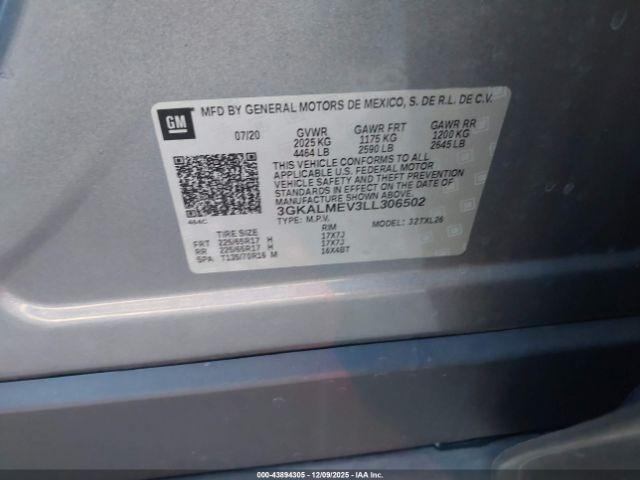 GM
MFD BY GENERAL MOTORS DE MEXICO, S. DE R.L. DE C.V.
07/20 GVWR GAWR FRT GAWR RR
2025 KG 1175 KG 1200 KG
4464 LB 2590 LB 2645 LB
THIS VEHICLE CONFORMS TO ALL
APPLICABLE U.S. FEDERAL MOTOR
VEHICLE SAFETY AND THEFT PREVENTION
STANDARDS IN EFFECT ON THE DATE OF
MANUFACTURE SHOWN ABOVE.
3GKALMEV3LL306502
464C
TYPE: M.P.V. MODEL: 32TXL26
TIRE SIZE RIM
FRT 225/65R17 H 17X7J
RR 225/65R17 H 17X7J
SPA T135/70R16 M 16X4BT
000-43894305 - 12/09/2025 - IAA Inc.